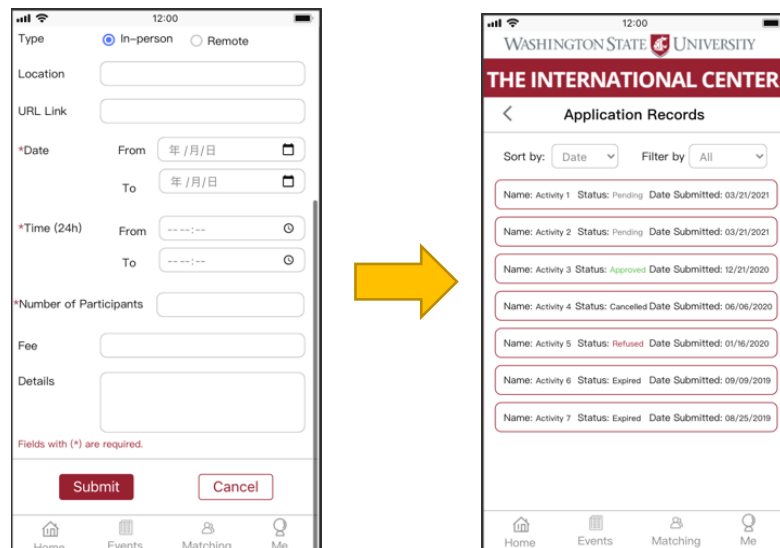 12:00
Type In-person Remote
Location
URL Link
*Date From 年 /月/日
To 年 /月/日
*Time (24h) From -- --:--
To -- --:--
*Number of Participants
Fee
Details
Fields with (*) are required.
Submit Cancel
Home Events Matching Me
12:00
WASHINGTON STATE UNIVERSITY
THE INTERNATIONAL CENTER
Application Records
Sort by: Date Filter by All
Name: Activity 1 Status: Pending Date Submitted: 03/21/2021
Name: Activity 2 Status: Pending Date Submitted: 03/21/2021
Name: Activity 3 Status: Approved Date Submitted: 12/21/2020
Name: Activity 4 Status: Cancelled Date Submitted: 06/06/2020
Name: Activity 5 Status: Refused Date Submitted: 01/16/2020
Name: Activity 6 Status: Expired Date Submitted: 09/09/2019
Name: Activity 7 Status: Expired Date Submitted: 08/25/2019
Home Events Matching Me